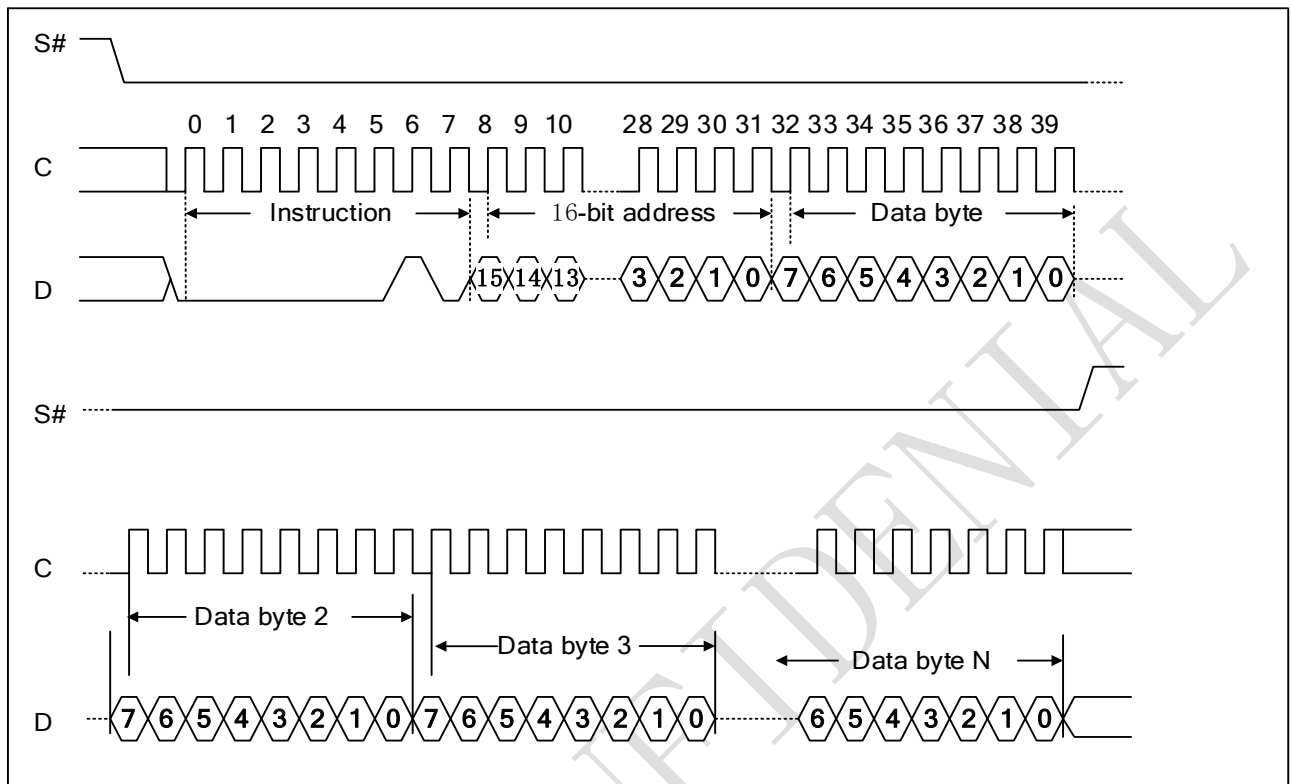 S#
0 1 2 3 4 5 6 7 8 9 10 28 29 30 31 32 33 34 35 36 37 38 39
C
Instruction 16-bit address Data byte
D 15 14 13 3 2 1 0 7 6 5 4 3 2 1 0
S#
C
Data byte 2 Data byte 3 Data byte N
D 7 6 5 4 3 2 1 0 7 6 5 4 3 2 1 0 6 5 4 3 2 1 0
FIDENIAL